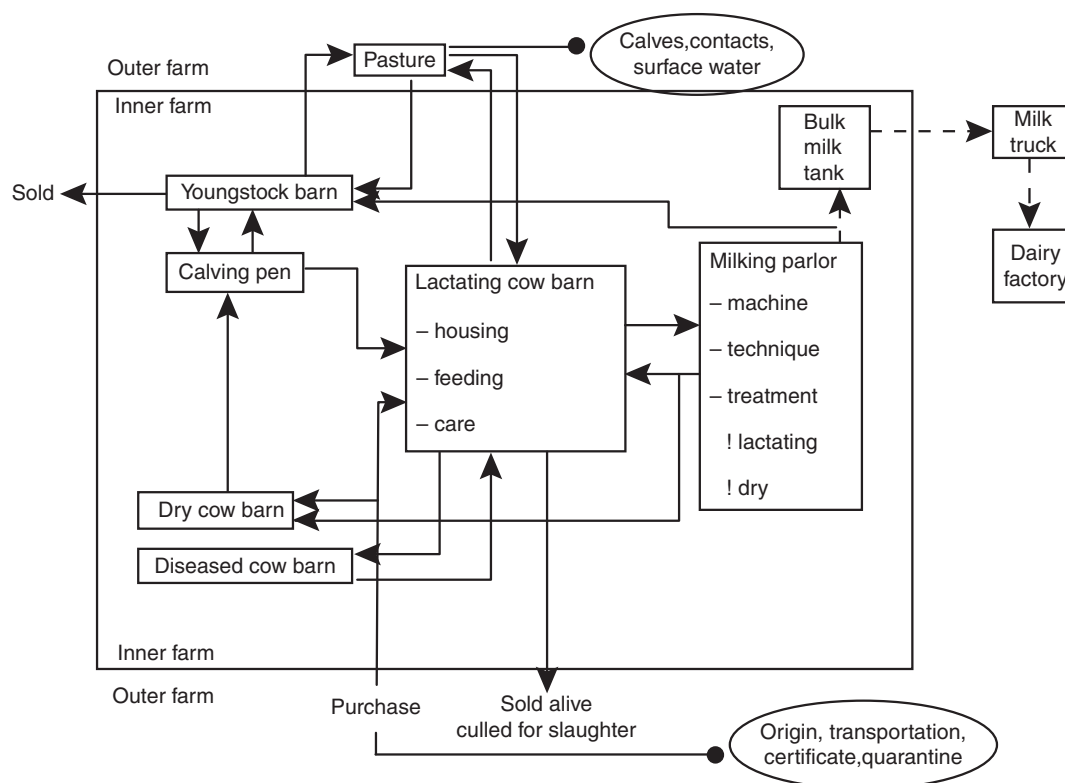 Calves,contacts,
surface water
Pasture
Outer farm
Inner farm
Bulk
milk
tank
Milk
truck
Sold
Youngstock barn
Calving pen
Lactating cow barn
– housing
– feeding
– care
Milking parlor
– machine
– technique
– treatment
! lactating
! dry
Dairy
factory
Dry cow barn
Diseased cow barn
Inner farm
Outer farm
Purchase
Sold alive
culled for slaughter
Origin, transportation,
certificate,quarantine